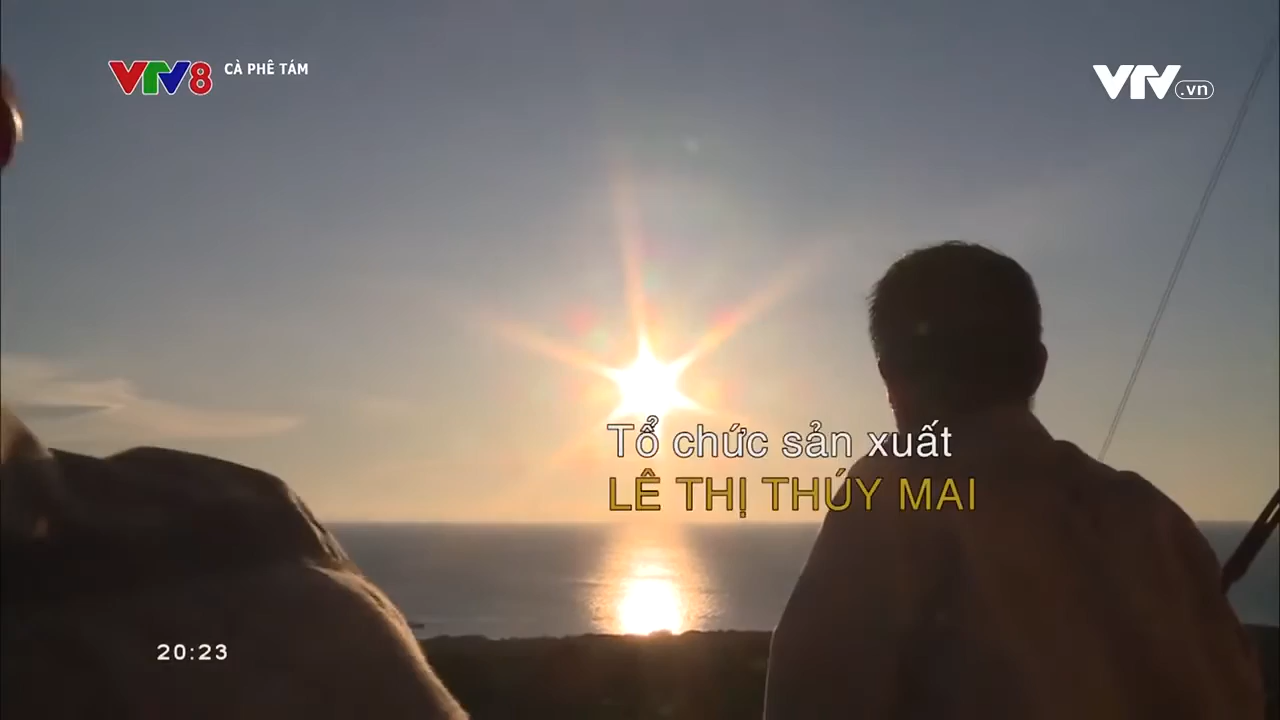 VTV8 CÀ PHÊ TÁM
VTV.vn
Tổ chức sản xuất
LÊ THỊ THÚY MAI
20:23